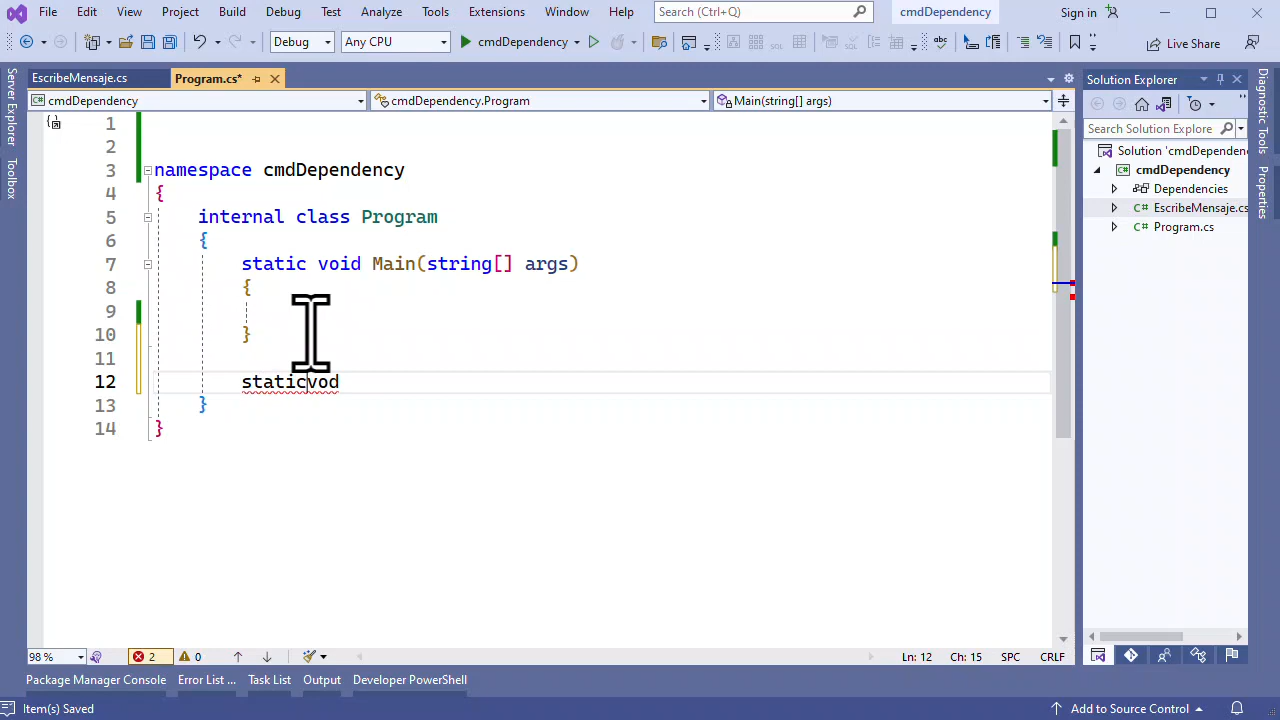 File Edit View Project Build Debug Test Analyze Tools Extensions Window Help Search (Ctrl+Q) cmdDependency Sign in
Debug Any CPU cmdDependency Live Share
EscribeMensaje.cs Program.cs* Solution Explorer
cmdDependency cmdDependency.Program Main(string[] args)
Server Explorer
Toolbox
Diagnostic Tools
Properties
Search Solution Explore
Solution 'cmdDependenc
cmdDependency
Dependencies
C# EscribeMensaje.cs
C# Program.cs
1
2
3 namespace cmdDependency
4 {
5 internal class Program
6 {
7 static void Main(string[] args)
8 {
9
10 }
11
12 staticvod
13 }
14 }
98 % 2 0 Ln: 12 Ch: 15 SPC CRLF
Package Manager Console Error List ... Task List Output Developer PowerShell
Item(s) Saved Add to Source Control